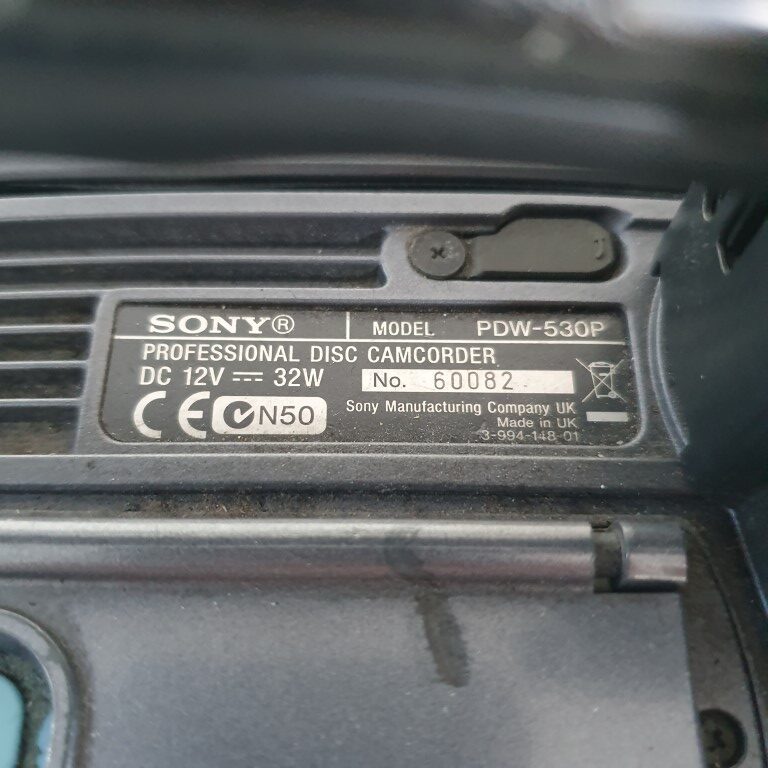 SONY® MODEL PDW-530P
PROFESSIONAL DISC CAMCORDER
DC 12V ⎓ 32W No. 60082
CE N50 Sony Manufacturing Company UK
Made in UK
3-994-148-01